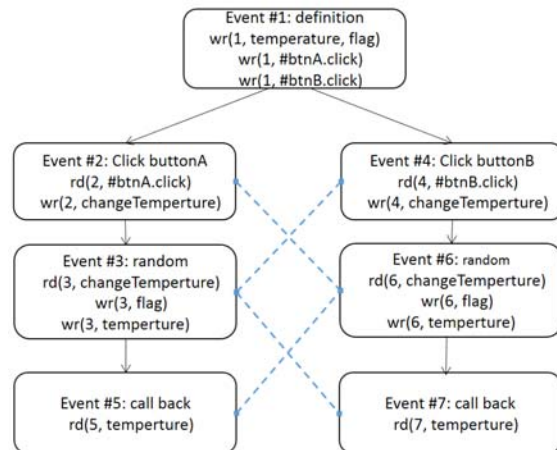 Event #1: definition
wr(1, temperature, flag)
wr(1, #btnA.click)
wr(1, #btnB.click)
Event #2: Click buttonA
rd(2, #btnA.click)
wr(2, changeTemperture)
Event #4: Click buttonB
rd(4, #btnB.click)
wr(4, changeTemperture)
Event #3: random
rd(3, changeTemperture)
wr(3, flag)
wr(3, temperture)
Event #6: random
rd(6, changeTemperture)
wr(6, flag)
wr(6, temperture)
Event #5: call back
rd(5, temperture)
Event #7: call back
rd(7, temperture)